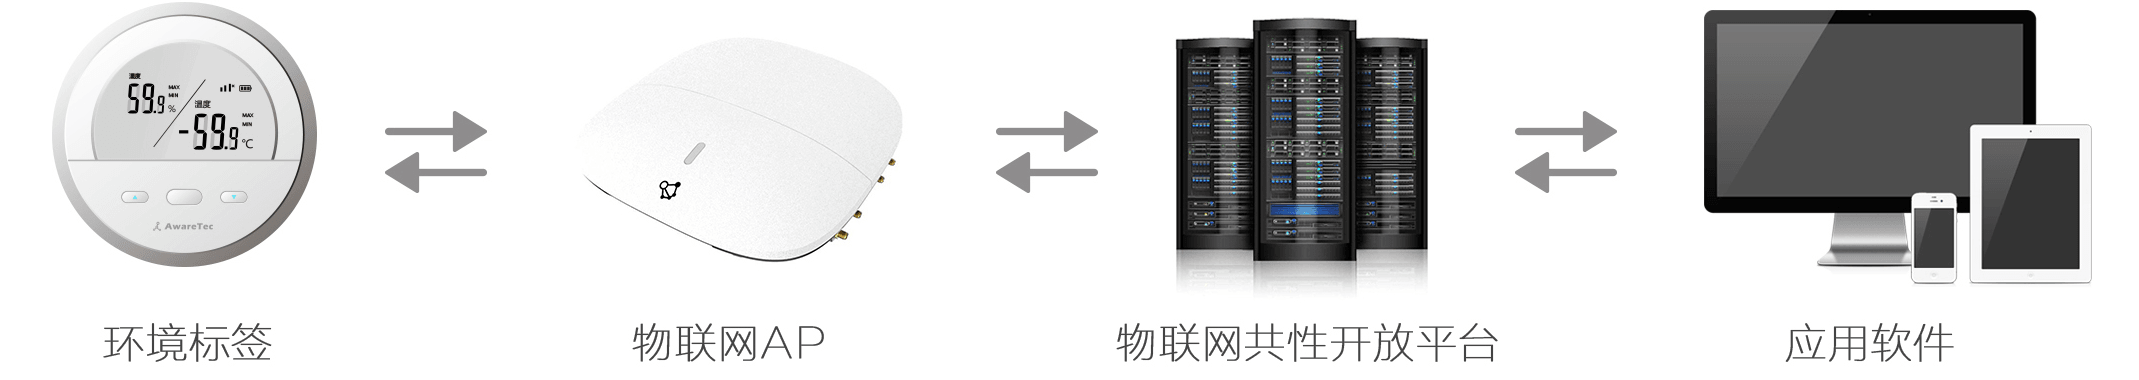 温度
59.9 %
MAX
MIN
温度
-59.9 °C
MAX
MIN
AwareTec
环境标签
物联网AP
物联网共性开放平台
应用软件